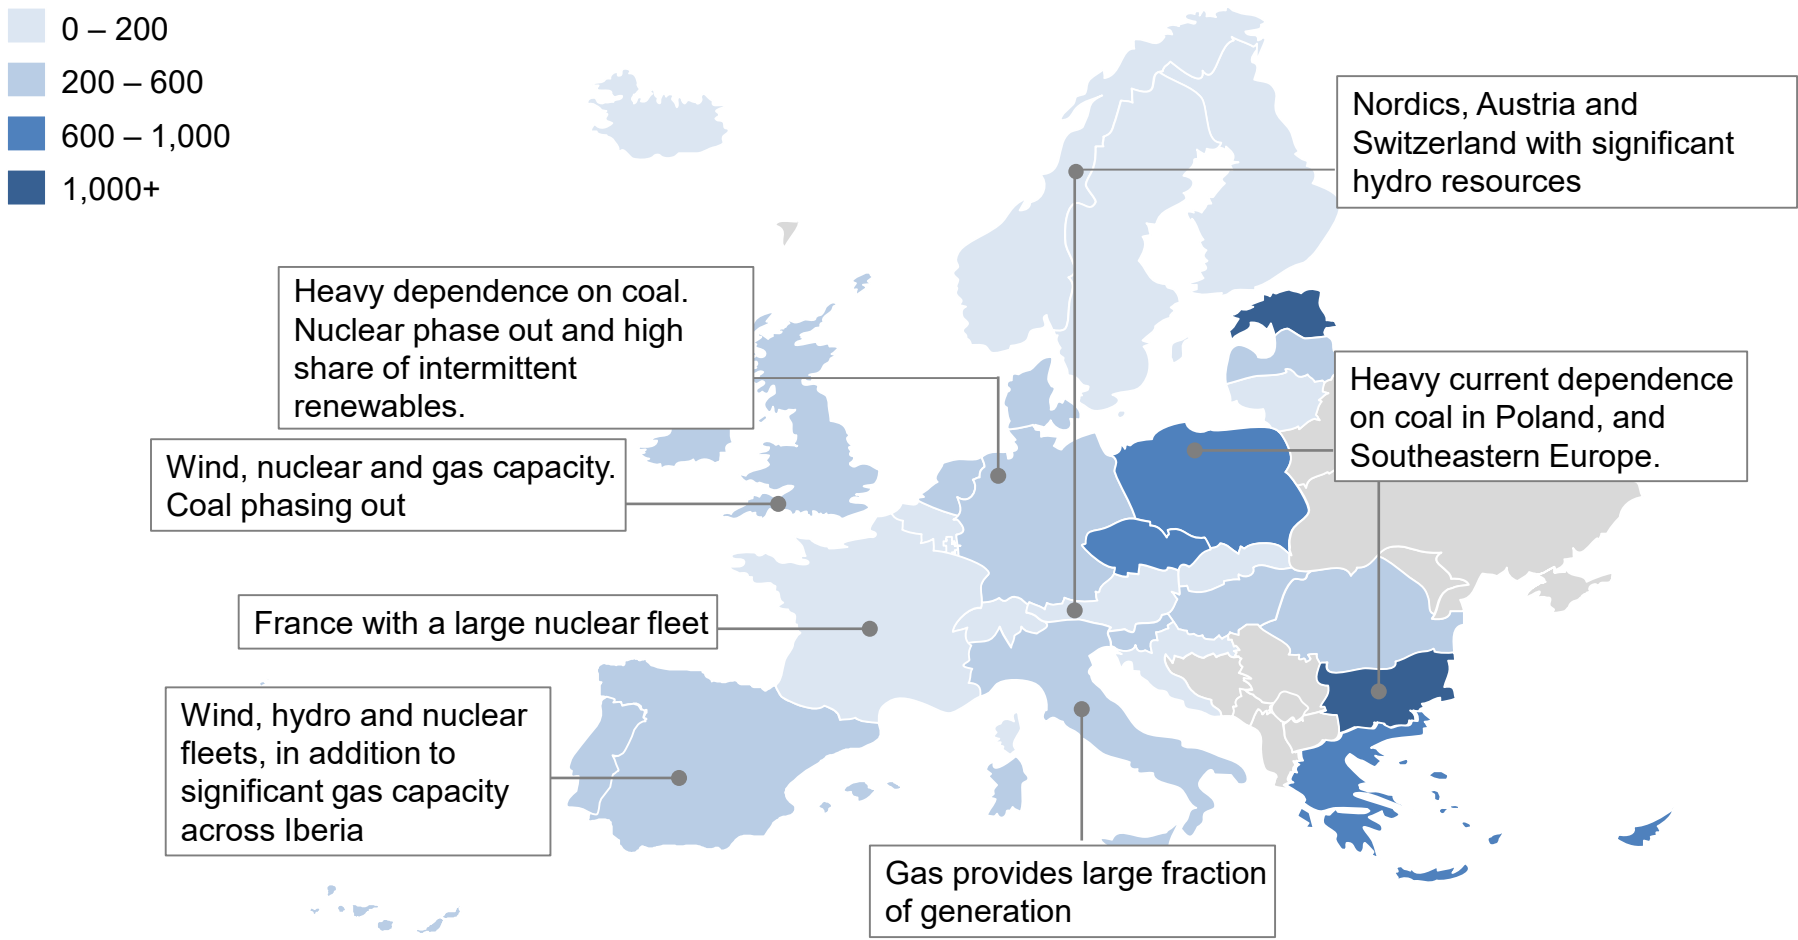 0 – 200
200 – 600
600 – 1,000
1,000+
Nordics, Austria and
Switzerland with significant
hydro resources
Heavy dependence on coal.
Nuclear phase out and high
share of intermittent
renewables.
Heavy current dependence
on coal in Poland, and
Southeastern Europe.
Wind, nuclear and gas capacity.
Coal phasing out
France with a large nuclear fleet
Wind, hydro and nuclear
fleets, in addition to
significant gas capacity
across Iberia
Gas provides large fraction
of generation